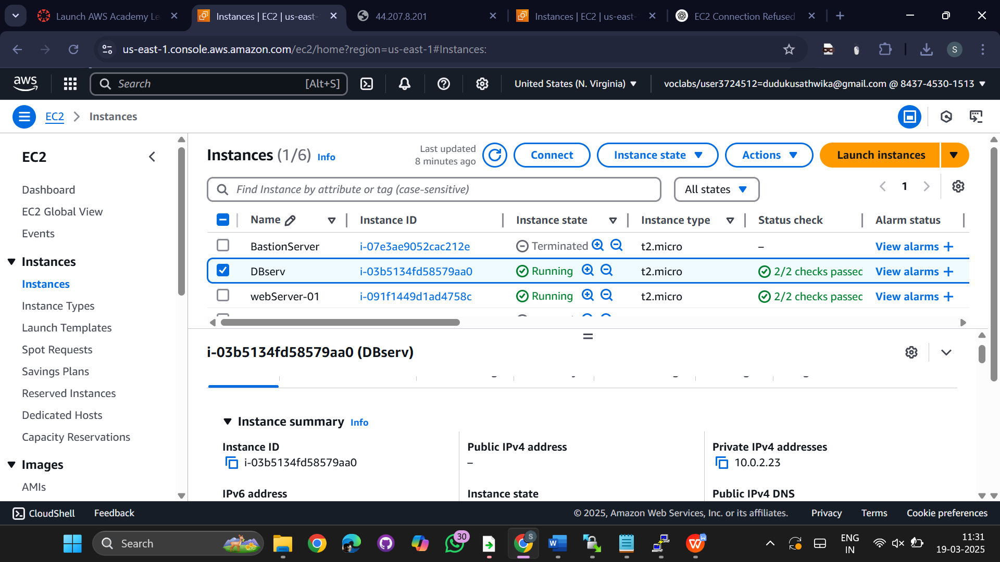 Launch AWS Academy Le
Instances | EC2 | us-east-
44.207.8.201
Instances | EC2 | us-east-
EC2 Connection Refused
us-east-1.console.aws.amazon.com/ec2/home?region=us-east-1#Instances:
S
aws
Search
[Alt+S]
United States (N. Virginia)
voclabs/user3724512=dudukusathwika@gmail.com @ 8437-4530-1513
EC2
Instances
EC2
Dashboard
EC2 Global View
Events
Instances
Instances
Instance Types
Launch Templates
Spot Requests
Savings Plans
Reserved Instances
Dedicated Hosts
Capacity Reservations
Images
AMIs
Instances (1/6) Info
Last updated
8 minutes ago
Connect
Instance state
Actions
Launch instances
Find Instance by attribute or tag (case-sensitive)
All states
1
Name Instance ID Instance state Instance type Status check Alarm status
BastionServer i-07e3ae9052cac212e Terminated t2.micro – View alarms +
DBserv i-03b5134fd58579aa0 Running t2.micro 2/2 checks passed View alarms +
webServer-01 i-091f1449d1ad4758c Running t2.micro 2/2 checks passed View alarms +
i-03b5134fd58579aa0 (DBserv)
Instance summary Info
Instance ID
i-03b5134fd58579aa0
Public IPv4 address
–
Private IPv4 addresses
10.0.2.23
IPv6 address
Instance state
Public IPv4 DNS
CloudShell
Feedback
© 2025, Amazon Web Services, Inc. or its affiliates.
Privacy
Terms
Cookie preferences
Search
30
S
W
ENG
IN
11:31
19-03-2025